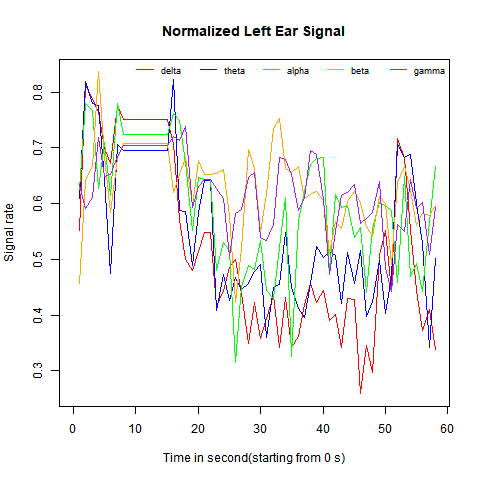 Normalized Left Ear Signal
delta theta alpha beta gamma
0.8
0.7
0.6
0.5
0.4
0.3
Signal rate
0 10 20 30 40 50 60
Time in second(starting from 0 s)